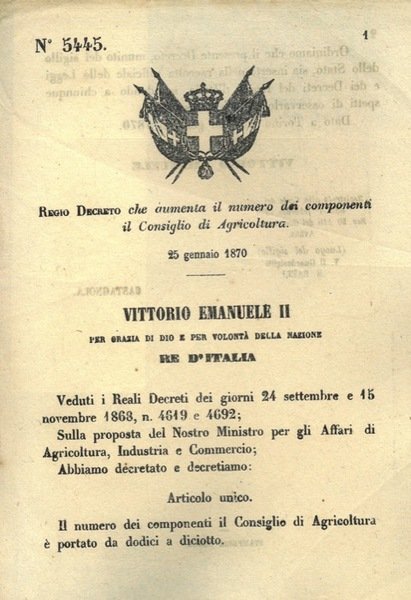 N° 5445.
1
REGIO DECRETO che aumenta il numero dei componenti
il Consiglio di Agricoltura.
25 gennaio 1870
VITTORIO EMANUELE II
PER GRAZIA DI DIO E PER VOLONTÀ DELLA NAZIONE
RE D'ITALIA
Veduti i Reali Decreti dei giorni 24 settembre e 15
novembre 1868, n. 4619 e 4692;
Sulla proposta del Nostro Ministro per gli Affari di
Agricoltura, Industria e Commercio;
Abbiamo decretato e decretiamo:
Articolo unico.
Il numero dei componenti il Consiglio di Agricoltura
è portato da dodici a diciotto.